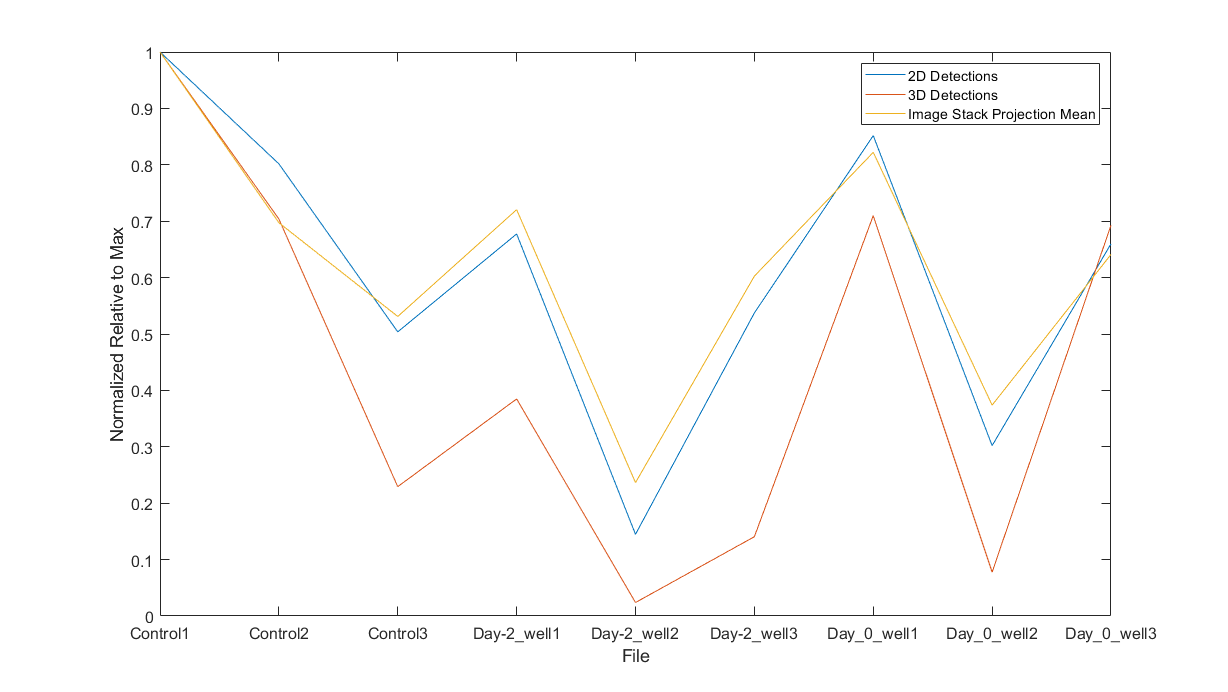 1
0.9
0.8
0.7
0.6
0.5
0.4
0.3
0.2
0.1
0
Normalized Relative to Max
2D Detections
3D Detections
Image Stack Projection Mean
Control1 Control2 Control3 Day-2_well1 Day-2_well2 Day-2_well3 Day_0_well1 Day_0_well2 Day_0_well3
File